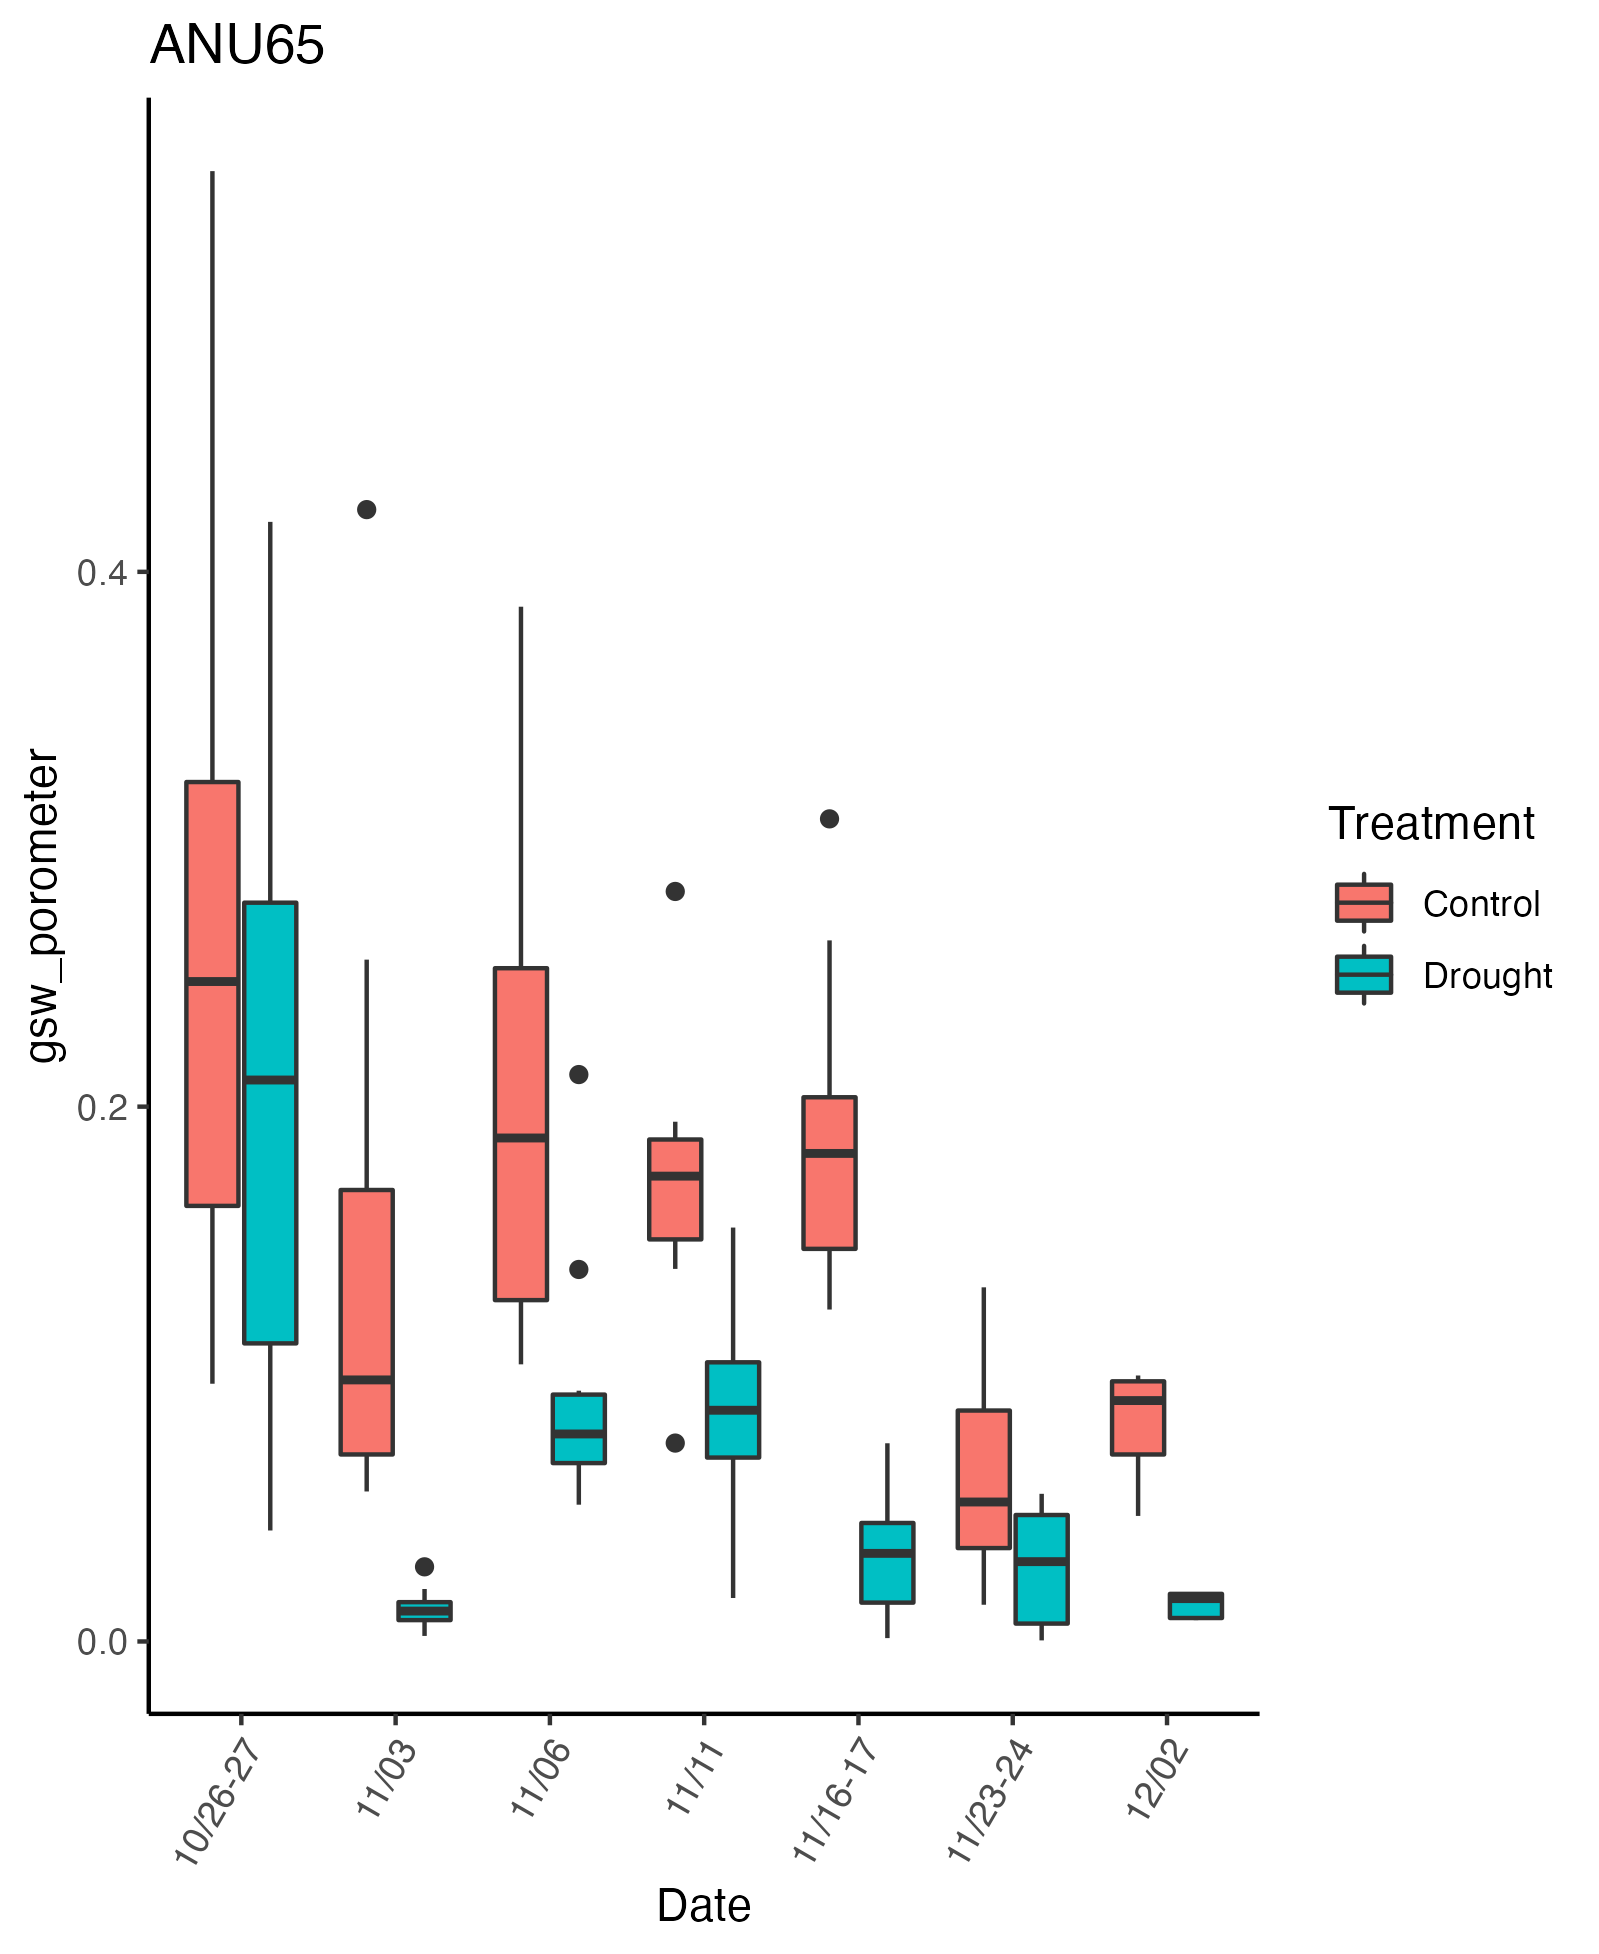 ANU65
gsw_porometer
0.4
0.2
0.0
10/26-27
11/03
11/06
11/11
11/16-17
11/23-24
12/02
Date
Treatment
Control
Drought